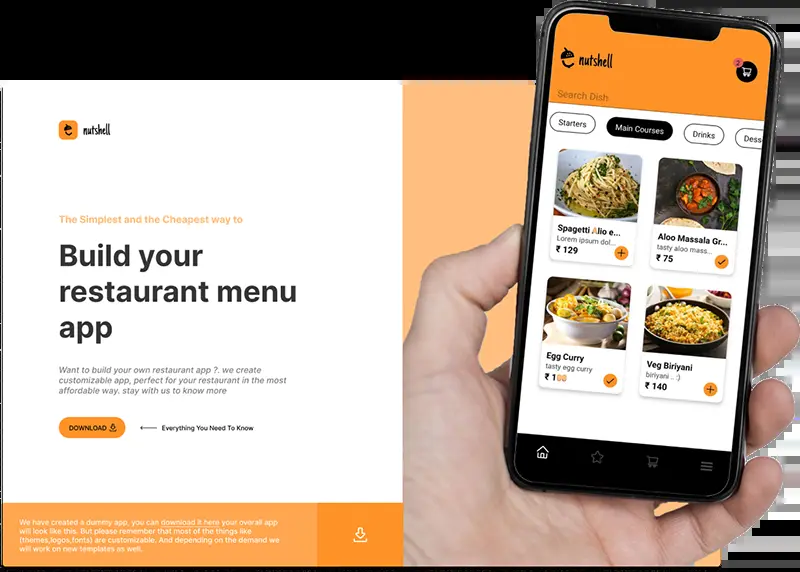 nutshell
The Simplest and the Cheapest way to
Build your
restaurant menu
app
Want to build your own restaurant app ?. we create
customizable app, perfect for your restaurant in the most
affordable way. stay with us to know more
DOWNLOAD
Everything You Need To Know
We have created a dummy app, you can download it here your overall app
will look like this. But please remember that most of the things like
(themes,logos,fonts) are customizable. And depending on the demand we
will work on new templates as well.
nutshell
2
Search Dish
Starters
Main Courses
Drinks
Dess
Spagetti Alio e...
Lorem ipsum dol...
₹ 129
Aloo Massala Gr...
tasty aloo mass...
₹ 75
Egg Curry
tasty egg curry
₹ 100
Veg Biriyani
biriyani .. :)
₹ 140